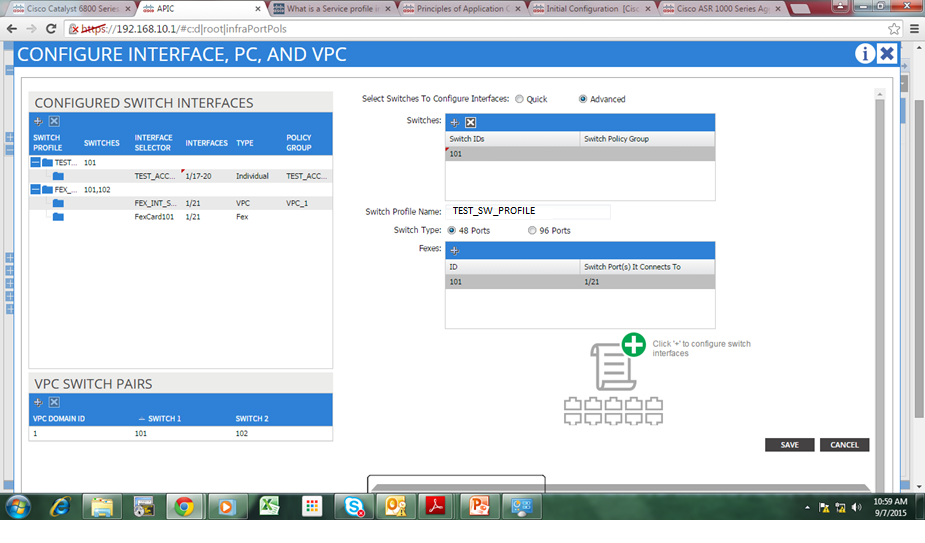 Cisco Catalyst 6800 Series
APIC
What is a Service profile in
Principles of Application C
Initial Configuration [Cisc
Cisco ASR 1000 Series Ag
https://192.168.10.1/#cd|root|infraPortPols
CONFIGURE INTERFACE, PC, AND VPC
CONFIGURED SWITCH INTERFACES
SWITCH PROFILE SWITCHES INTERFACE SELECTOR INTERFACES TYPE POLICY GROUP
TEST... 101
TEST_ACC... 1/17-20 Individual TEST_ACC...
FEX_... 101,102
FEX_INT_S... 1/21 VPC VPC_1
FexCard101 1/21 Fex
VPC SWITCH PAIRS
VPC DOMAIN ID SWITCH 1 SWITCH 2
1 101 102
Select Switches To Configure Interfaces: Quick Advanced
Switches:
Switch IDs Switch Policy Group
101
Switch Profile Name: TEST_SW_PROFILE
Switch Type: 48 Ports 96 Ports
Fexes:
ID Switch Port(s) It Connects To
101 1/21
Click '+' to configure switch
interfaces
SAVE CANCEL
10:59 AM
9/7/2015